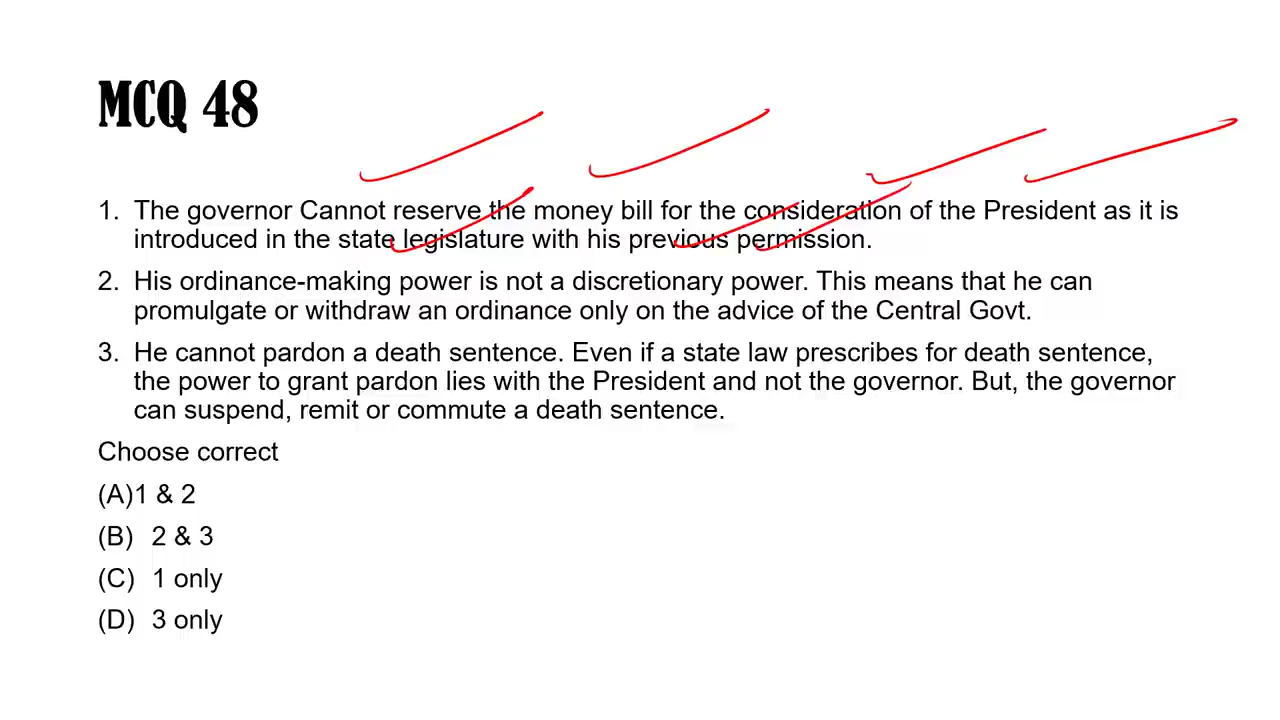 MCQ 48
1. The governor Cannot reserve the money bill for the consideration of the President as it is
introduced in the state legislature with his previous permission.
2. His ordinance-making power is not a discretionary power. This means that he can
promulgate or withdraw an ordinance only on the advice of the Central Govt.
3. He cannot pardon a death sentence. Even if a state law prescribes for death sentence,
the power to grant pardon lies with the President and not the governor. But, the governor
can suspend, remit or commute a death sentence.
Choose correct
(A)1 & 2
(B) 2 & 3
(C) 1 only
(D) 3 only